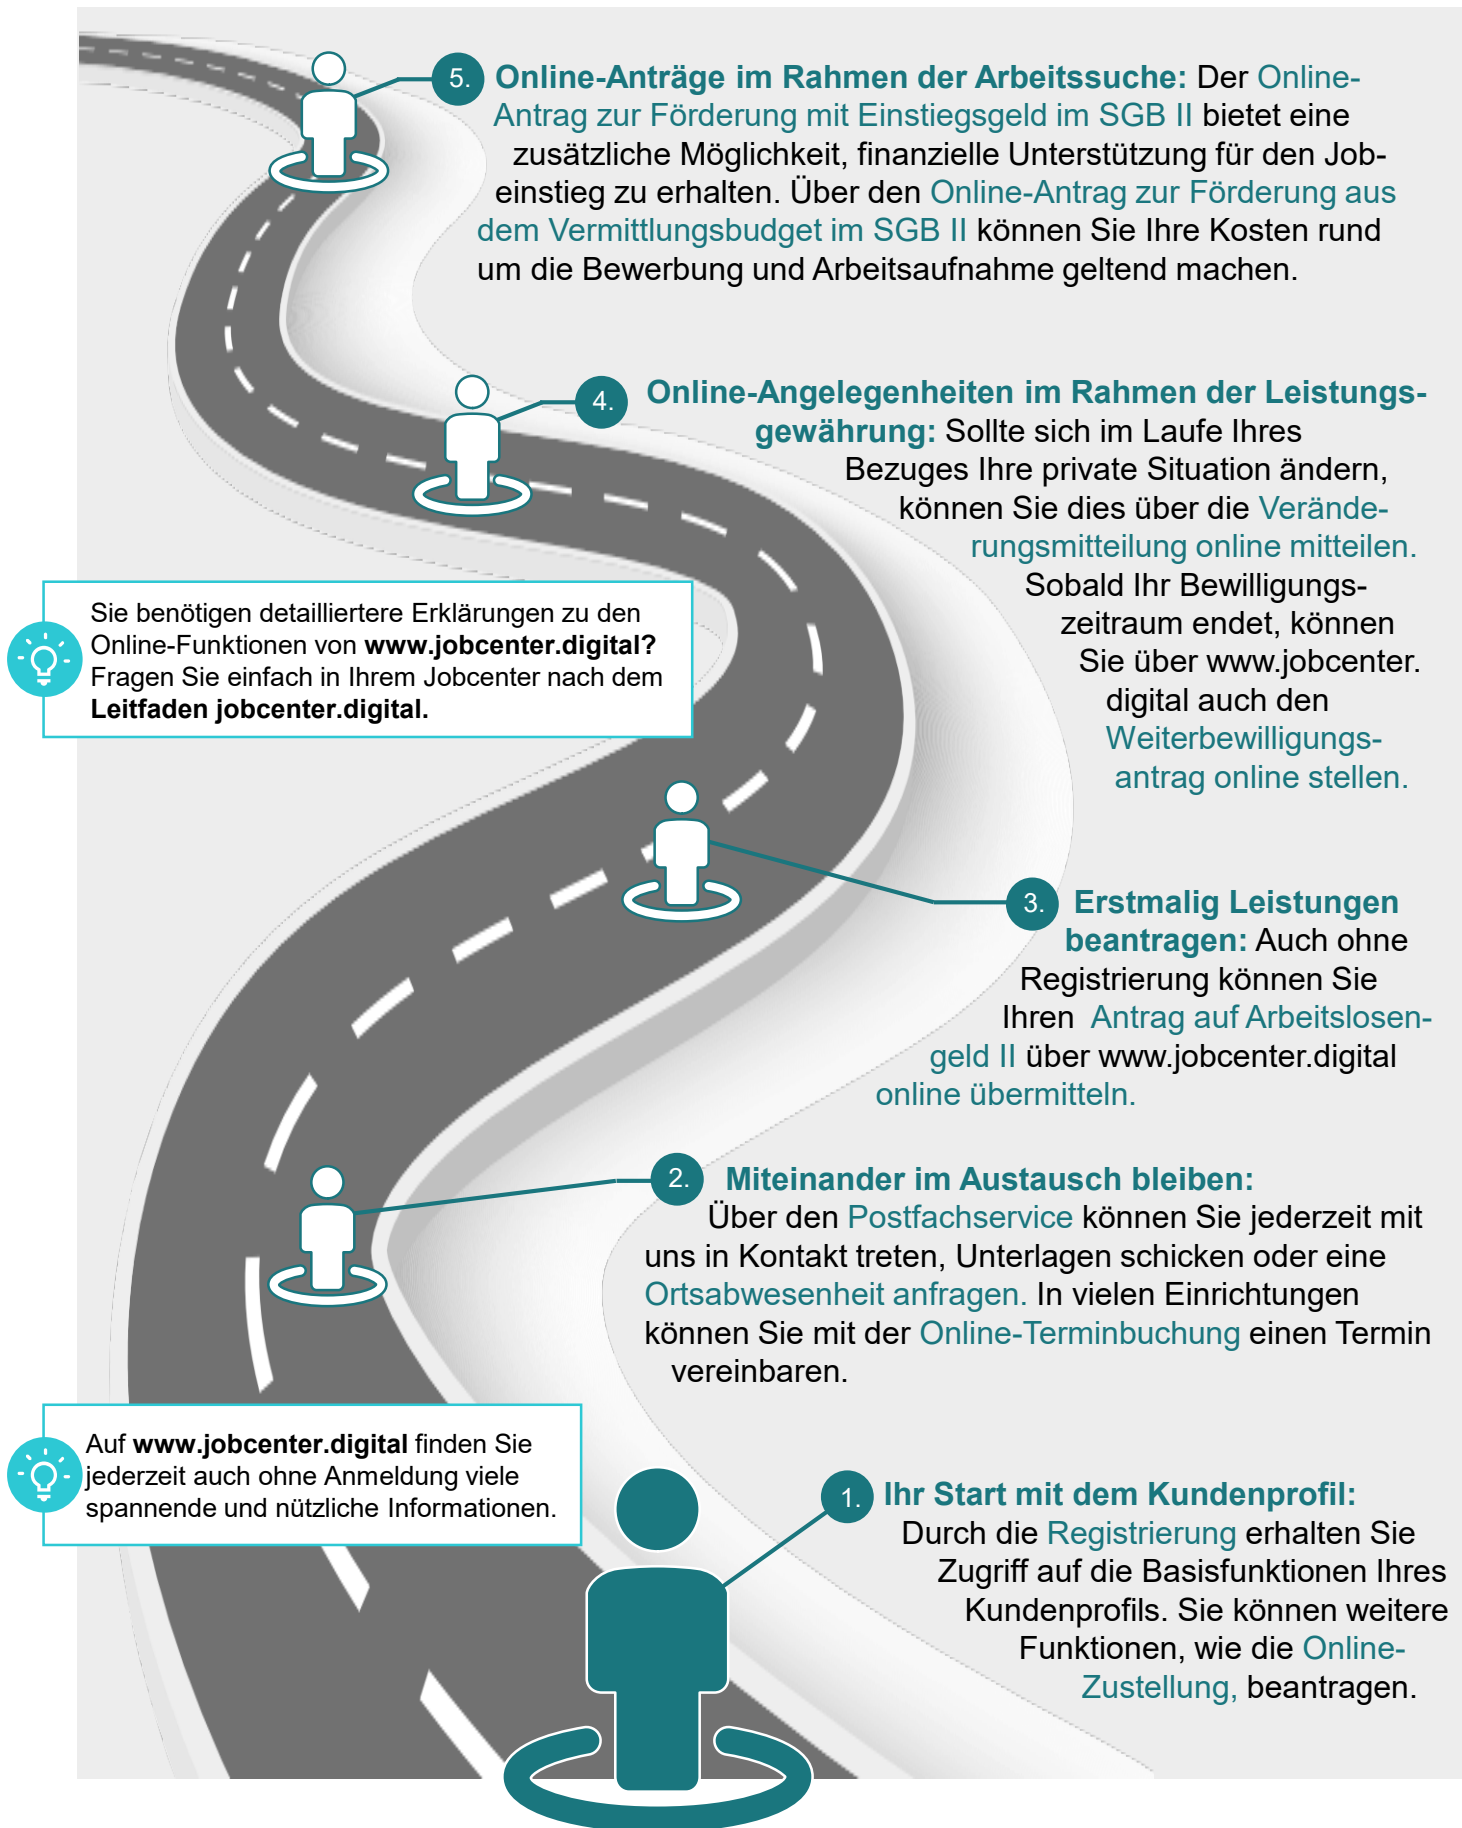 5. Online-Anträge im Rahmen der Arbeitssuche: Der Online-
Antrag zur Förderung mit Einstiegsgeld im SGB II bietet eine
zusätzliche Möglichkeit, finanzielle Unterstützung für den Job-
einstieg zu erhalten. Über den Online-Antrag zur Förderung aus
dem Vermittlungsbudget im SGB II können Sie Ihre Kosten rund
um die Bewerbung und Arbeitsaufnahme geltend machen.
4. Online-Angelegenheiten im Rahmen der Leistungs-
gewährung: Sollte sich im Laufe Ihres
Bezuges Ihre private Situation ändern,
können Sie dies über die Verände-
rungsmitteilung online mitteilen.
Sobald Ihr Bewilligungs-
zeitraum endet, können
Sie über www.jobcenter.
digital auch den
Weiterbewilligungs-
antrag online stellen.
Sie benötigen detailliertere Erklärungen zu den
Online-Funktionen von www.jobcenter.digital?
Fragen Sie einfach in Ihrem Jobcenter nach dem
Leitfaden jobcenter.digital.
3. Erstmalig Leistungen
beantragen: Auch ohne
Registrierung können Sie
Ihren Antrag auf Arbeitslosen-
geld II über www.jobcenter.digital
online übermitteln.
2. Miteinander im Austausch bleiben:
Über den Postfachservice können Sie jederzeit mit
uns in Kontakt treten, Unterlagen schicken oder eine
Ortsabwesenheit anfragen. In vielen Einrichtungen
können Sie mit der Online-Terminbuchung einen Termin
vereinbaren.
Auf www.jobcenter.digital finden Sie
jederzeit auch ohne Anmeldung viele
spannende und nützliche Informationen.
1. Ihr Start mit dem Kundenprofil:
Durch die Registrierung erhalten Sie
Zugriff auf die Basisfunktionen Ihres
Kundenprofils. Sie können weitere
Funktionen, wie die Online-
Zustellung, beantragen.